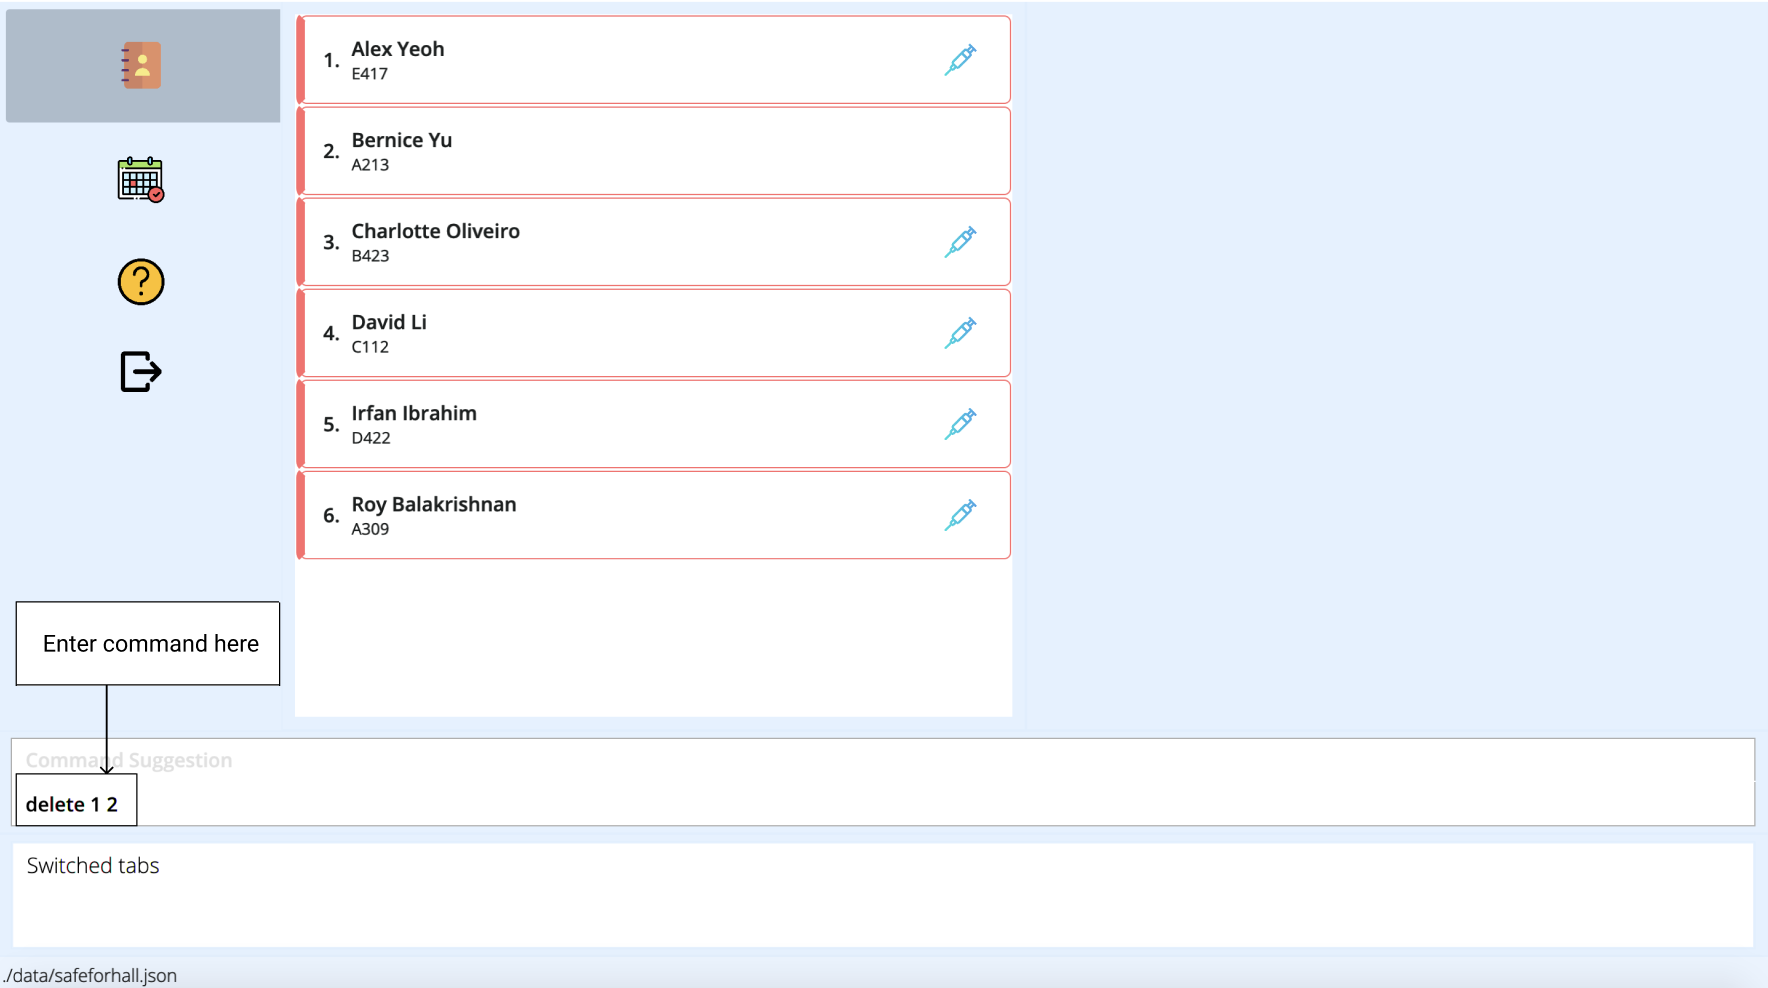 1. Alex Yeoh
E417
2. Bernice Yu
A213
3. Charlotte Oliveiro
B423
4. David Li
C112
5. Irfan Ibrahim
D422
6. Roy Balakrishnan
A309
Enter command here
Command Suggestion
delete 1 2
Switched tabs
./data/safeforhall.json